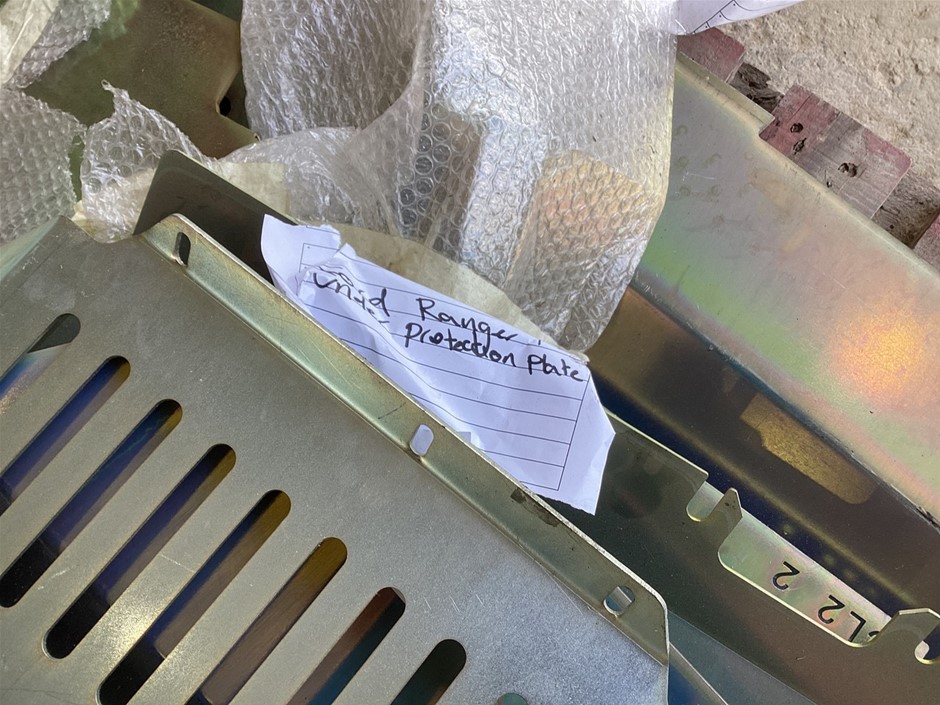 Ranger
Protection Plate
L2 2